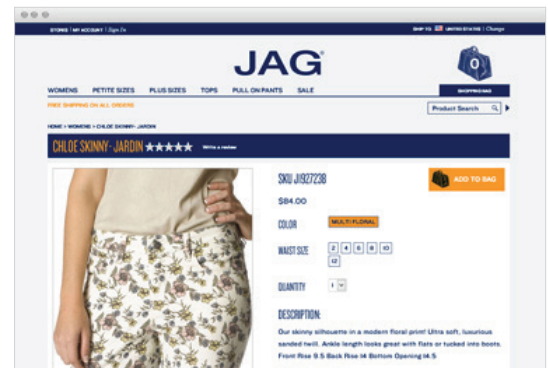 STORES | MY ACCOUNT | Sign In
SHIP TO UNITED STATES | Change
JAG
0
WOMENS PETITE SIZES PLUS SIZES TOPS PULL ON PANTS SALE
SHOPPING BAG
FREE SHIPPING ON ALL ORDERS
Product Search
HOME > WOMENS > CHLOE SKINNY- JARDIN
CHLOE SKINNY- JARDIN ★★★★★ Write a review
SKU J1927238
ADD TO BAG
$84.00
COLOR MULTI FLORAL
WAIST SIZE 2 4 6 8 10
12
QUANTITY 1
DESCRIPTION:
Our skinny silhouette in a modern floral print! Ultra soft, luxurious
sanded twill. Ankle length looks great with flats or tucked into boots.
Front Rise 9.5 Back Rise 14 Bottom Opening 14.5